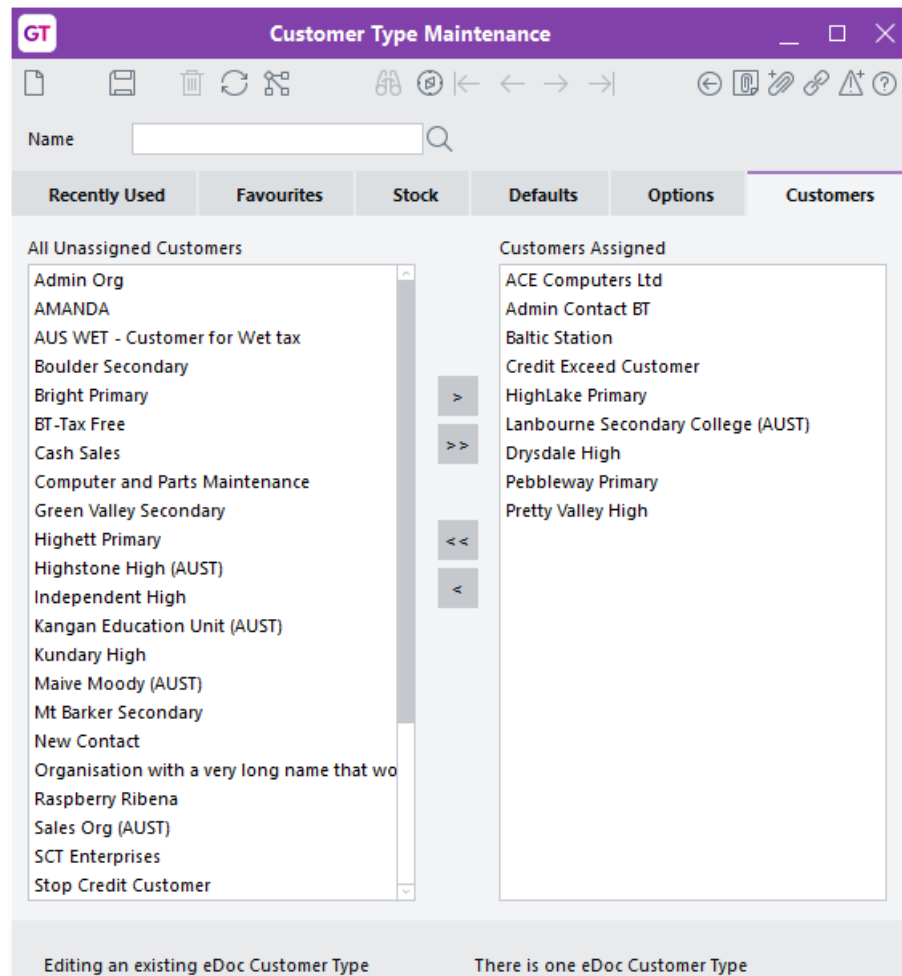 GT Customer Type Maintenance
Name
Recently Used Favourites Stock Defaults Options Customers
All Unassigned Customers
Admin Org
AMANDA
AUS WET - Customer for Wet tax
Boulder Secondary
Bright Primary
BT-Tax Free
Cash Sales
Computer and Parts Maintenance
Green Valley Secondary
Highett Primary
Highstone High (AUST)
Independent High
Kangan Education Unit (AUST)
Kundary High
Maive Moody (AUST)
Mt Barker Secondary
New Contact
Organisation with a very long name that wo
Raspberry Ribena
Sales Org (AUST)
SCT Enterprises
Stop Credit Customer
>
>>
<<
<
Customers Assigned
ACE Computers Ltd
Admin Contact BT
Baltic Station
Credit Exceed Customer
HighLake Primary
Lanbourne Secondary College (AUST)
Drysdale High
Pebbleway Primary
Pretty Valley High
Editing an existing eDoc Customer Type
There is one eDoc Customer Type